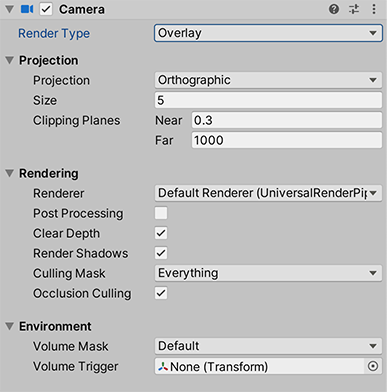 Camera
Render Type Overlay
Projection
Projection Orthographic
Size 5
Clipping Planes Near 0.3
Far 1000
Rendering
Renderer Default Renderer (UniversalRenderPip
Post Processing
Clear Depth
Render Shadows
Culling Mask Everything
Occlusion Culling
Environment
Volume Mask Default
Volume Trigger None (Transform)